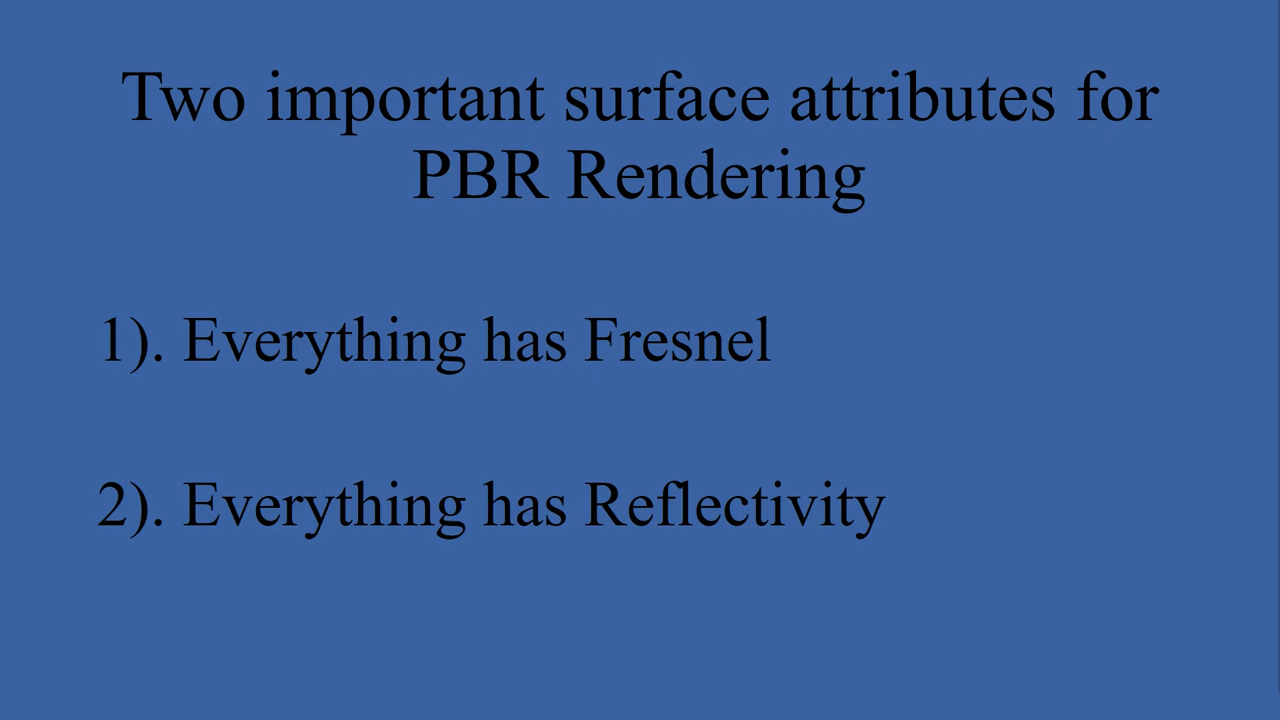 Two important surface attributes for
PBR Rendering
1). Everything has Fresnel
2). Everything has Reflectivity